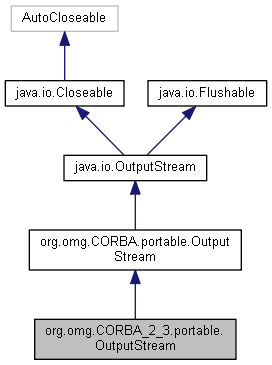 AutoCloseable
java.io.Closeable
java.io.Flushable
java.io.OutputStream
org.omg.CORBA.portable.Output
Stream
org.omg.CORBA_2_3.portable.
OutputStream